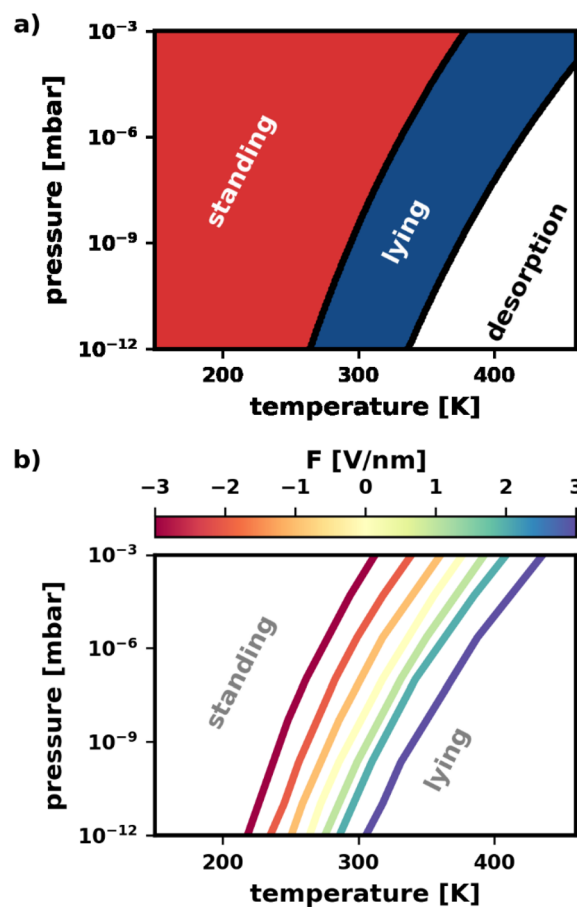 a)
pressure [mbar]
10⁻³
10⁻⁶
10⁻⁹
10⁻¹²
standing
lying
desorption
200 300 400
temperature [K]
b)
F [V/nm]
−3 −2 −1 0 1 2 3
pressure [mbar]
10⁻³
10⁻⁶
10⁻⁹
10⁻¹²
standing
lying
200 300 400
temperature [K]